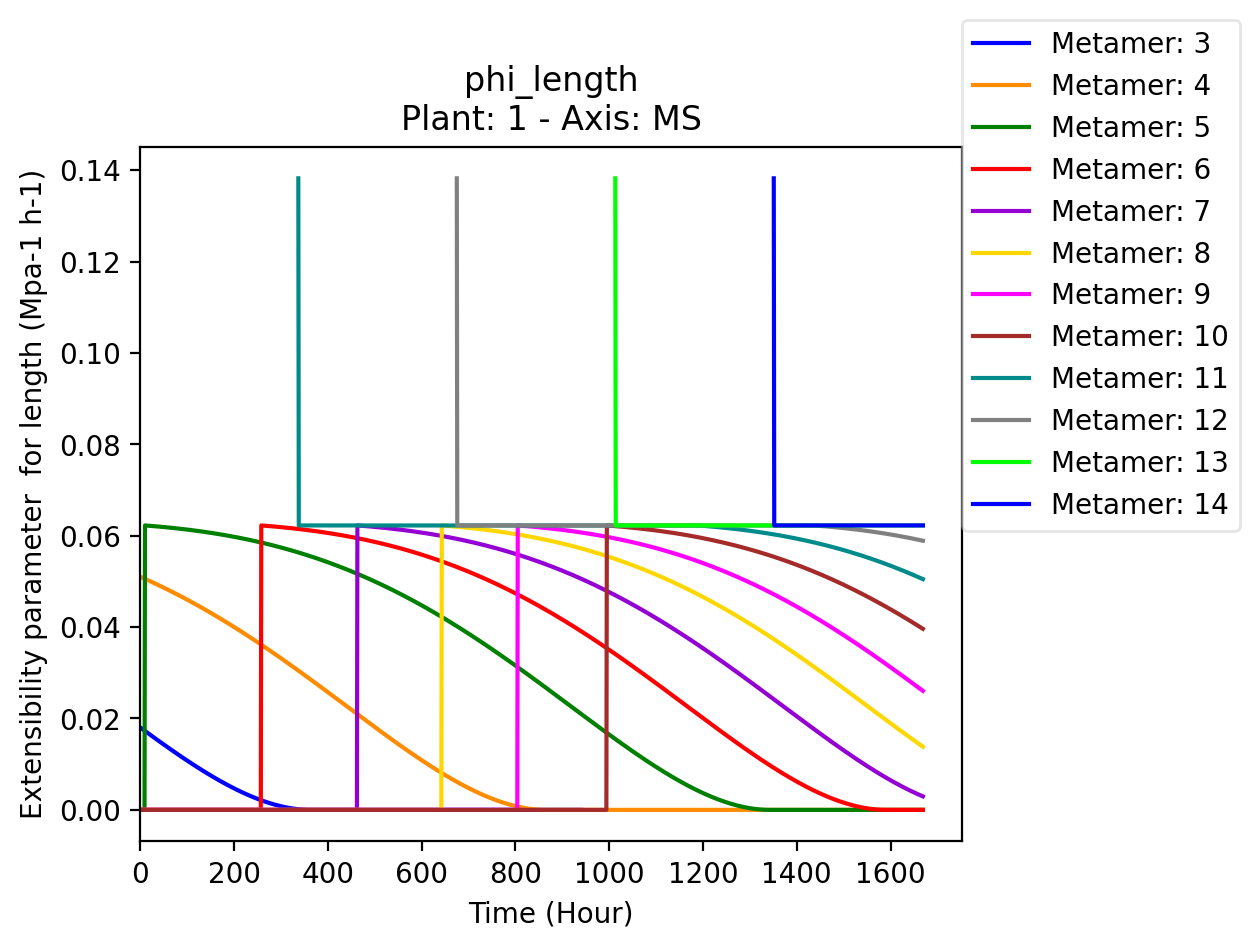 phi_length
Plant: 1 - Axis: MS
Extensibility parameter  for length (Mpa-1 h-1)
0.14
0.12
0.10
0.08
0.06
0.04
0.02
0.00
0
200
400
600
800
1000
1200
1400
1600
Time (Hour)
Metamer: 3
Metamer: 4
Metamer: 5
Metamer: 6
Metamer: 7
Metamer: 8
Metamer: 9
Metamer: 10
Metamer: 11
Metamer: 12
Metamer: 13
Metamer: 14